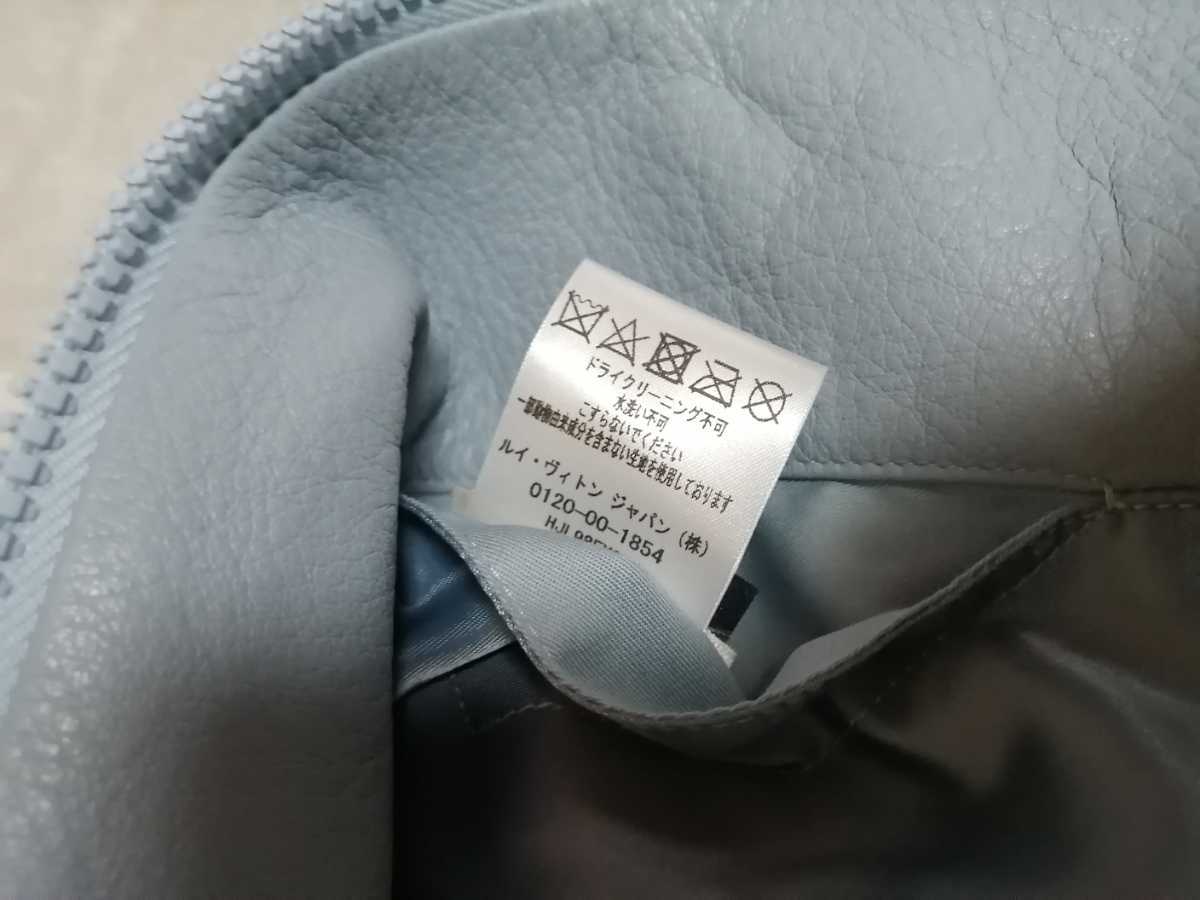 ドライクリーニング不可
水洗い不可
こすらないでください
一部動物由来成分を含まない生地を使用しております
ルイ・ヴィトン ジャパン (株)
0120-00-1854